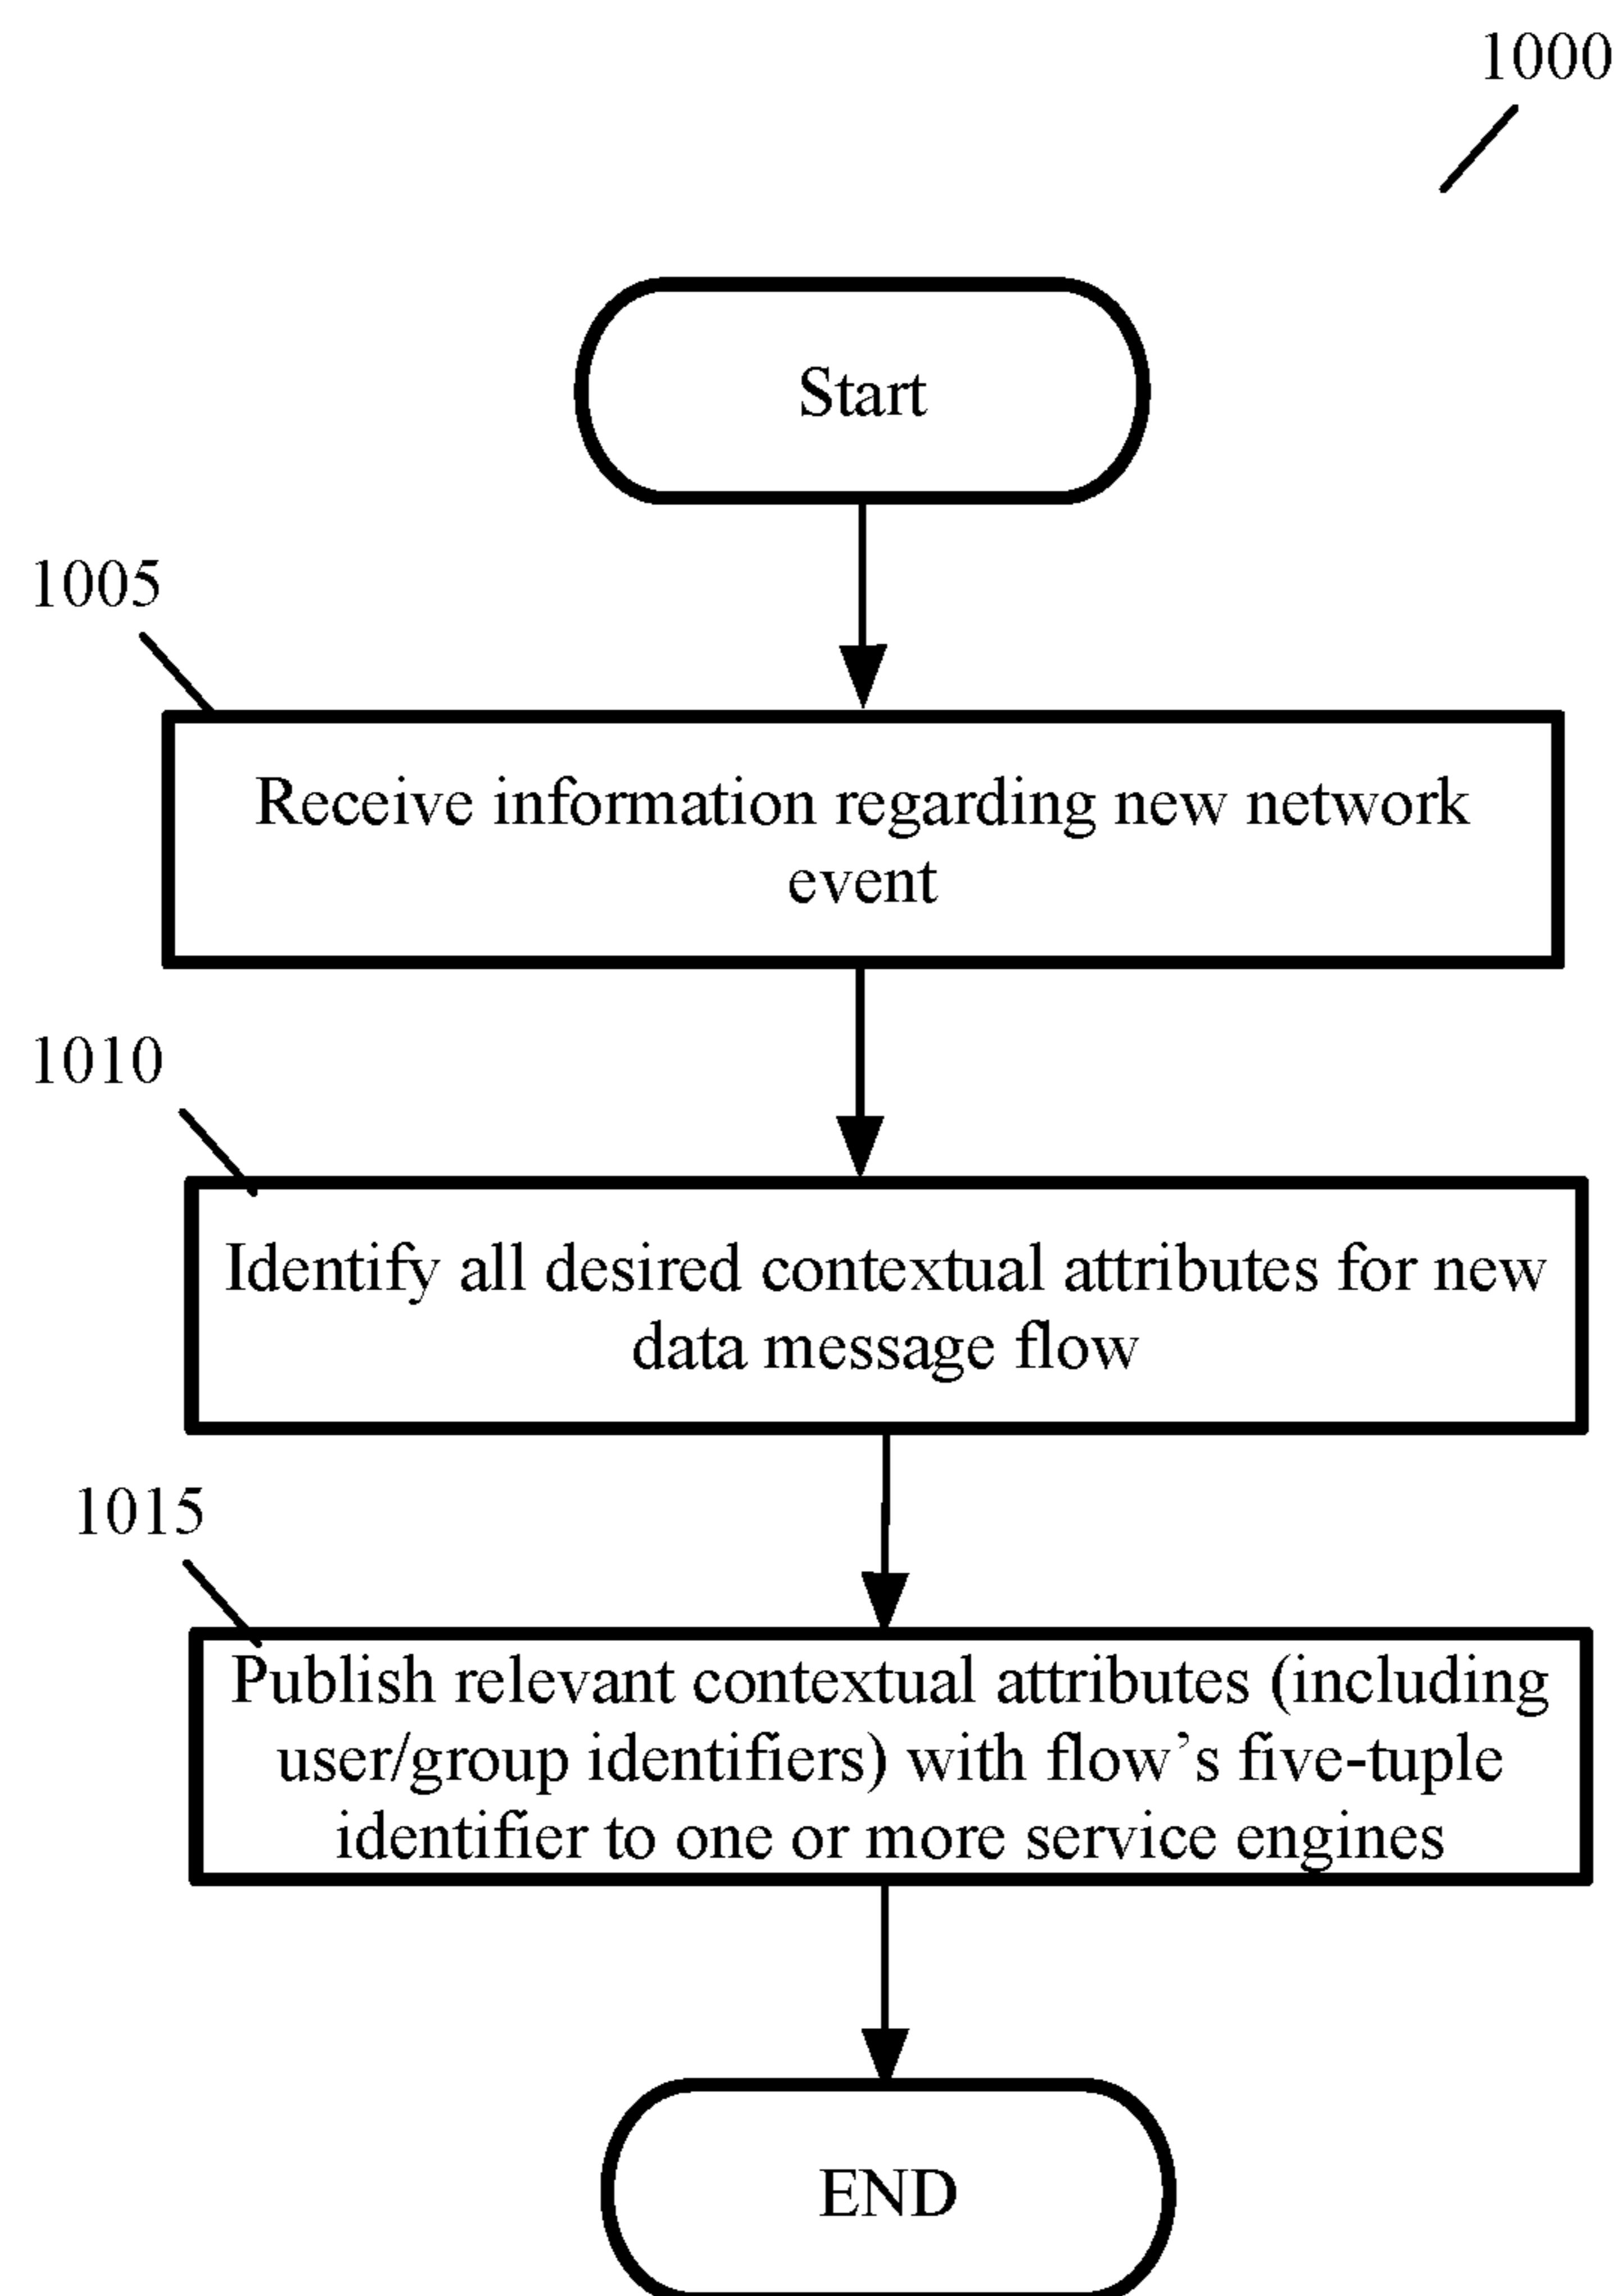 1000
Start
1005
Receive information regarding new network
event
1010
Identify all desired contextual attributes for new
data message flow
1015
Publish relevant contextual attributes (including
user/group identifiers) with flow’s five-tuple
identifier to one or more service engines
END